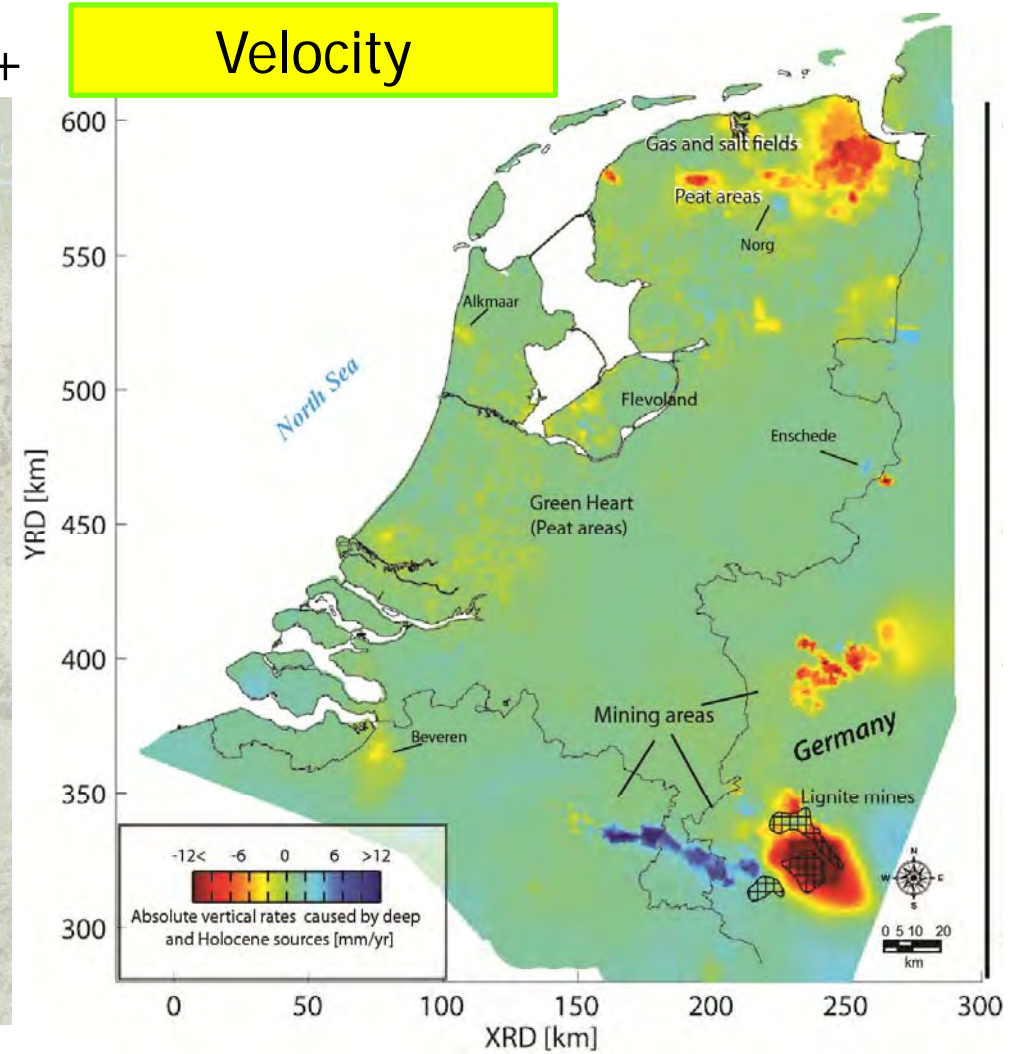 +
Velocity
600
550
500
450
400
350
300
YRD [km]
Gas and salt fields
Peat areas
Norg
Alkmaar
North Sea
Flevoland
Enschede
Green Heart
(Peat areas)
Mining areas
Germany
Beveren
Lignite mines
-12< -6 0 6 >12
Absolute vertical rates caused by deep
and Holocene sources [mm/yr]
N
W E
S
0 5 10 20
km
0 50 100 150 200 250 300
XRD [km]